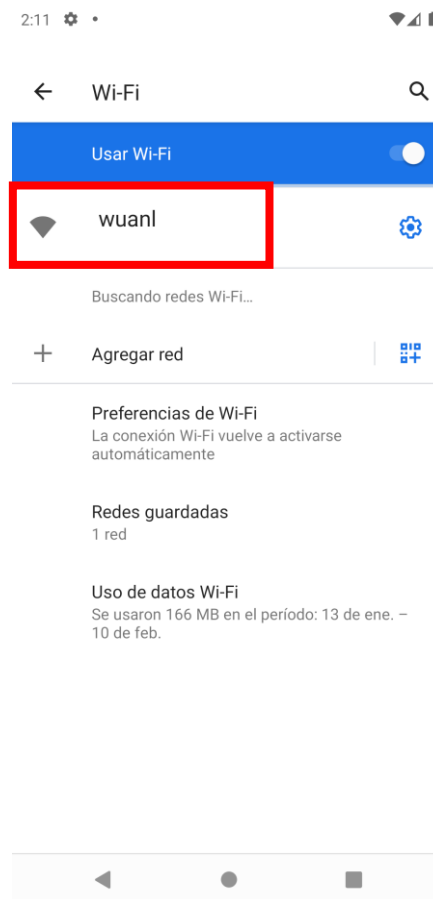 2:11
Wi-Fi
Usar Wi-Fi
wuanl
Buscando redes Wi-Fi…
Agregar red
Preferencias de Wi-Fi
La conexión Wi-Fi vuelve a activarse
automáticamente
Redes guardadas
1 red
Uso de datos Wi-Fi
Se usaron 166 MB en el período: 13 de ene. –
10 de feb.